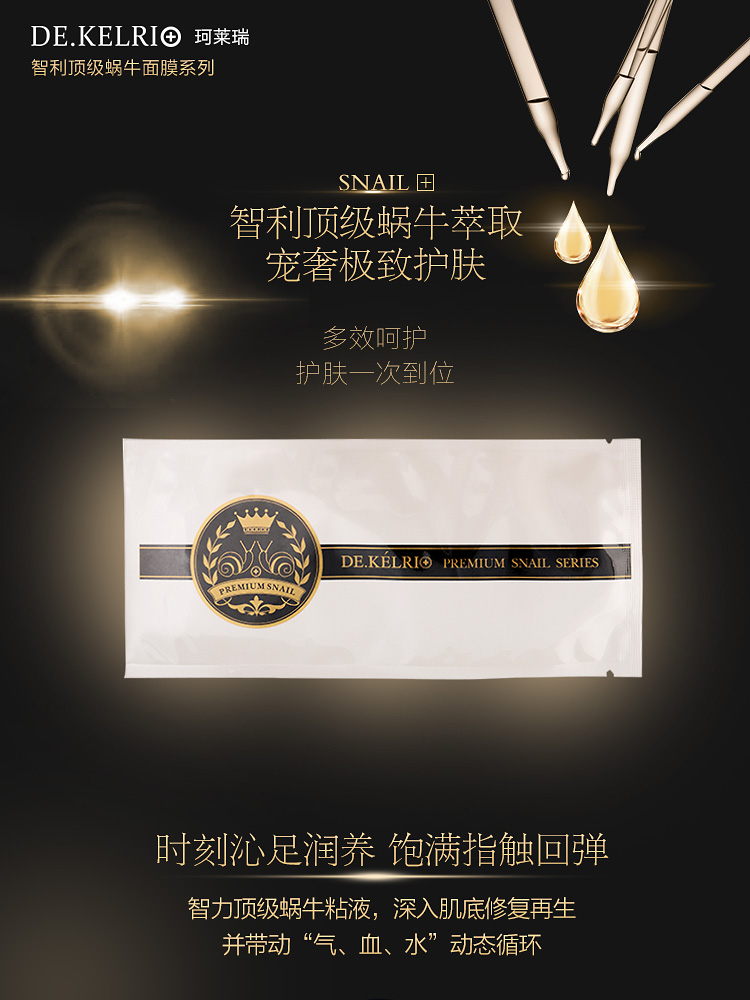 DE.KELRIO 珂莱瑞
智利顶级蜗牛面膜系列
SNAIL
智利顶级蜗牛萃取
宠奢极致护肤
多效呵护
护肤一次到位
DE.KÉLRIO PREMIUM SNAIL SERIES
PREMIUM SNAIL
时刻沁足润养 饱满指触回弹
智力顶级蜗牛粘液，深入肌底修复再生
并带动“气、血、水”动态循环